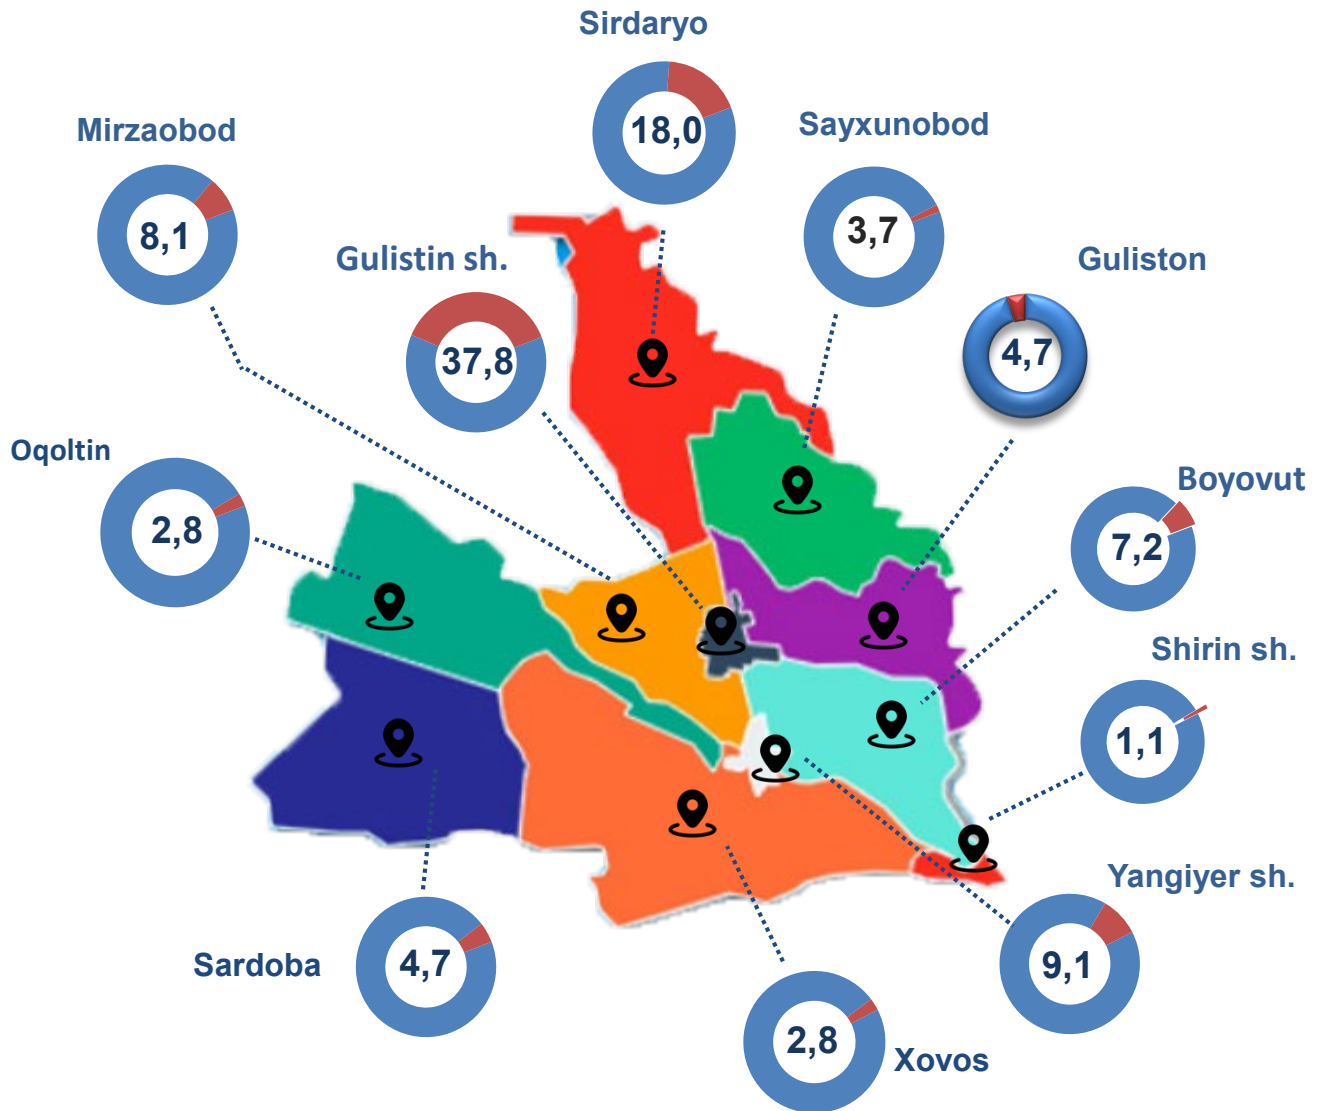 Sirdaryo
18,0
Mirzaobod
8,1
Sayxunobod
3,7
Gulistin sh.
37,8
Guliston
4,7
Oqoltin
2,8
Boyovut
7,2
Shirin sh.
1,1
Yangiyer sh.
9,1
Sardoba
4,7
Xovos
2,8